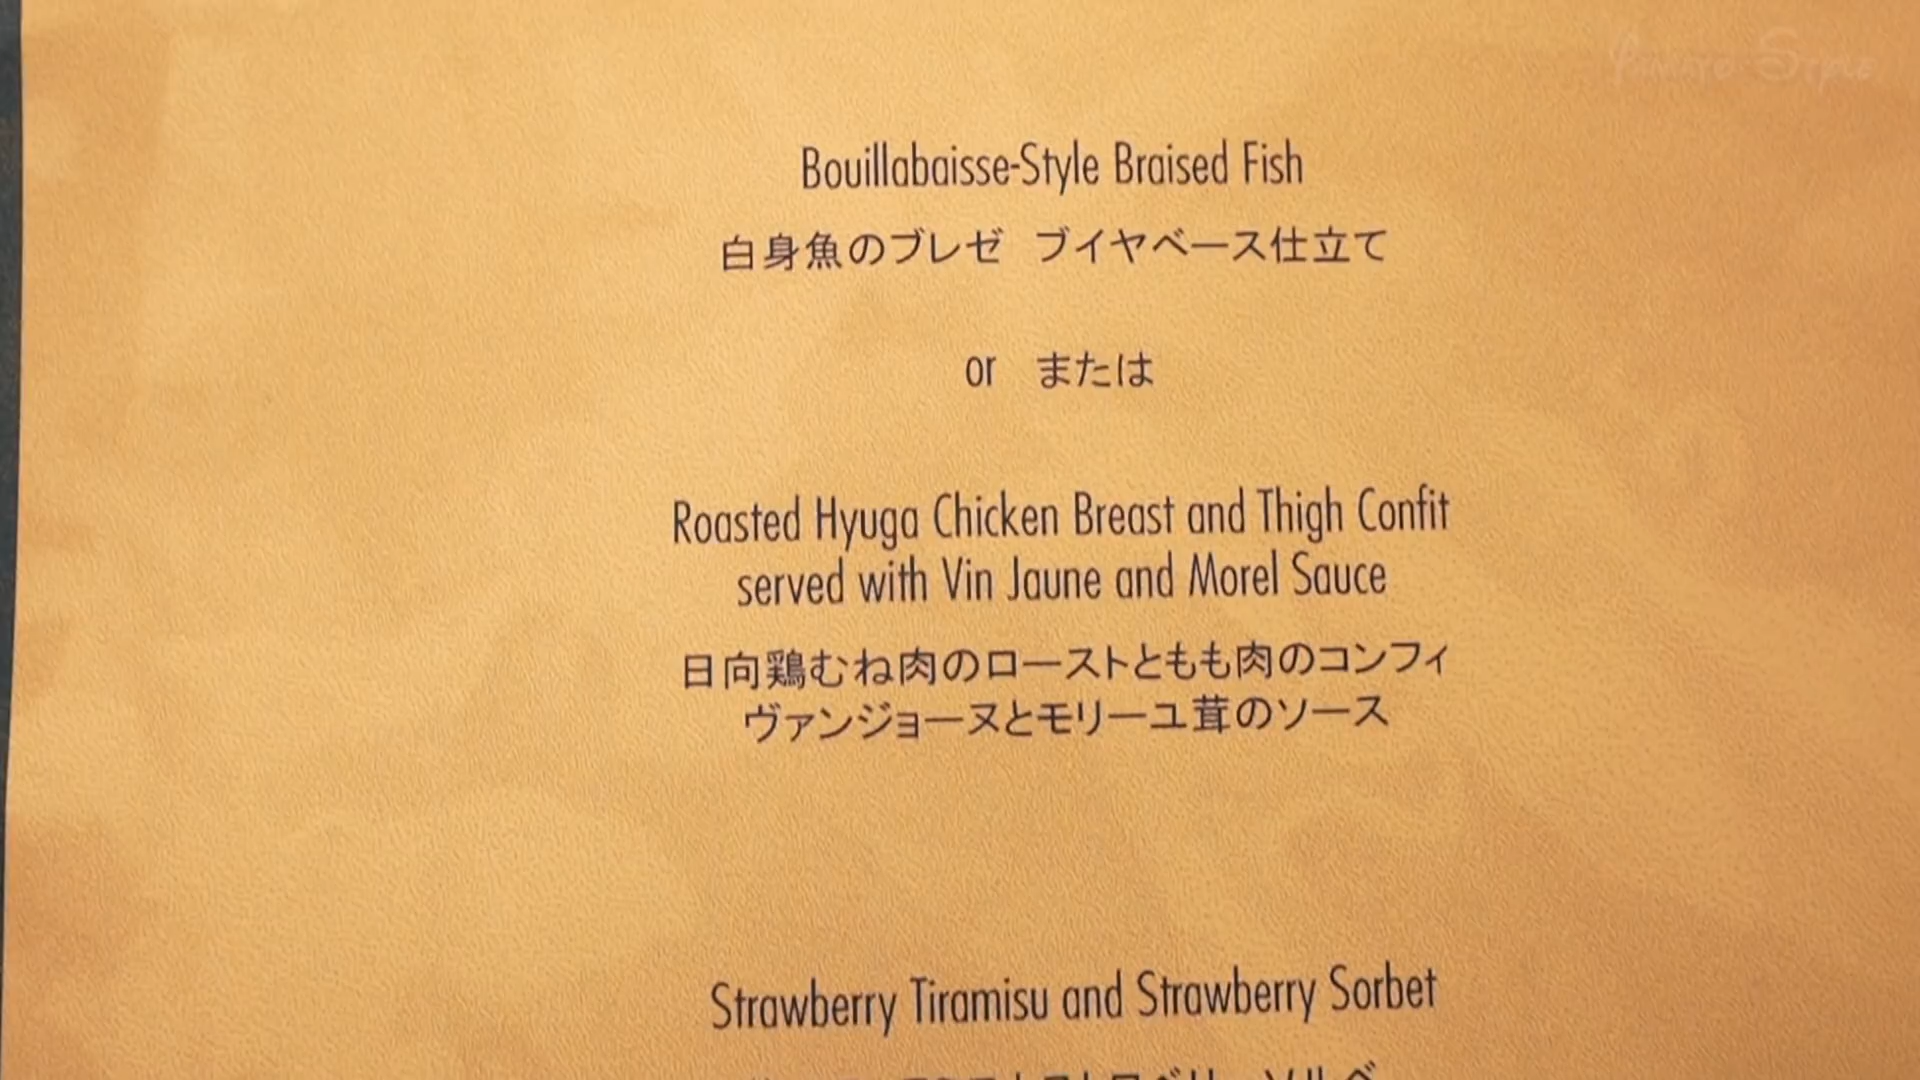 Bouillabaisse-Style Braised Fish
白身魚のブレゼ ブイヤベース仕立て
or または
Roasted Hyuga Chicken Breast and Thigh Confit
served with Vin Jaune and Morel Sauce
日向鶏むね肉のローストともも肉のコンフィ
ヴァンジョーヌとモリーユ茸のソース
Strawberry Tiramisu and Strawberry Sorbet